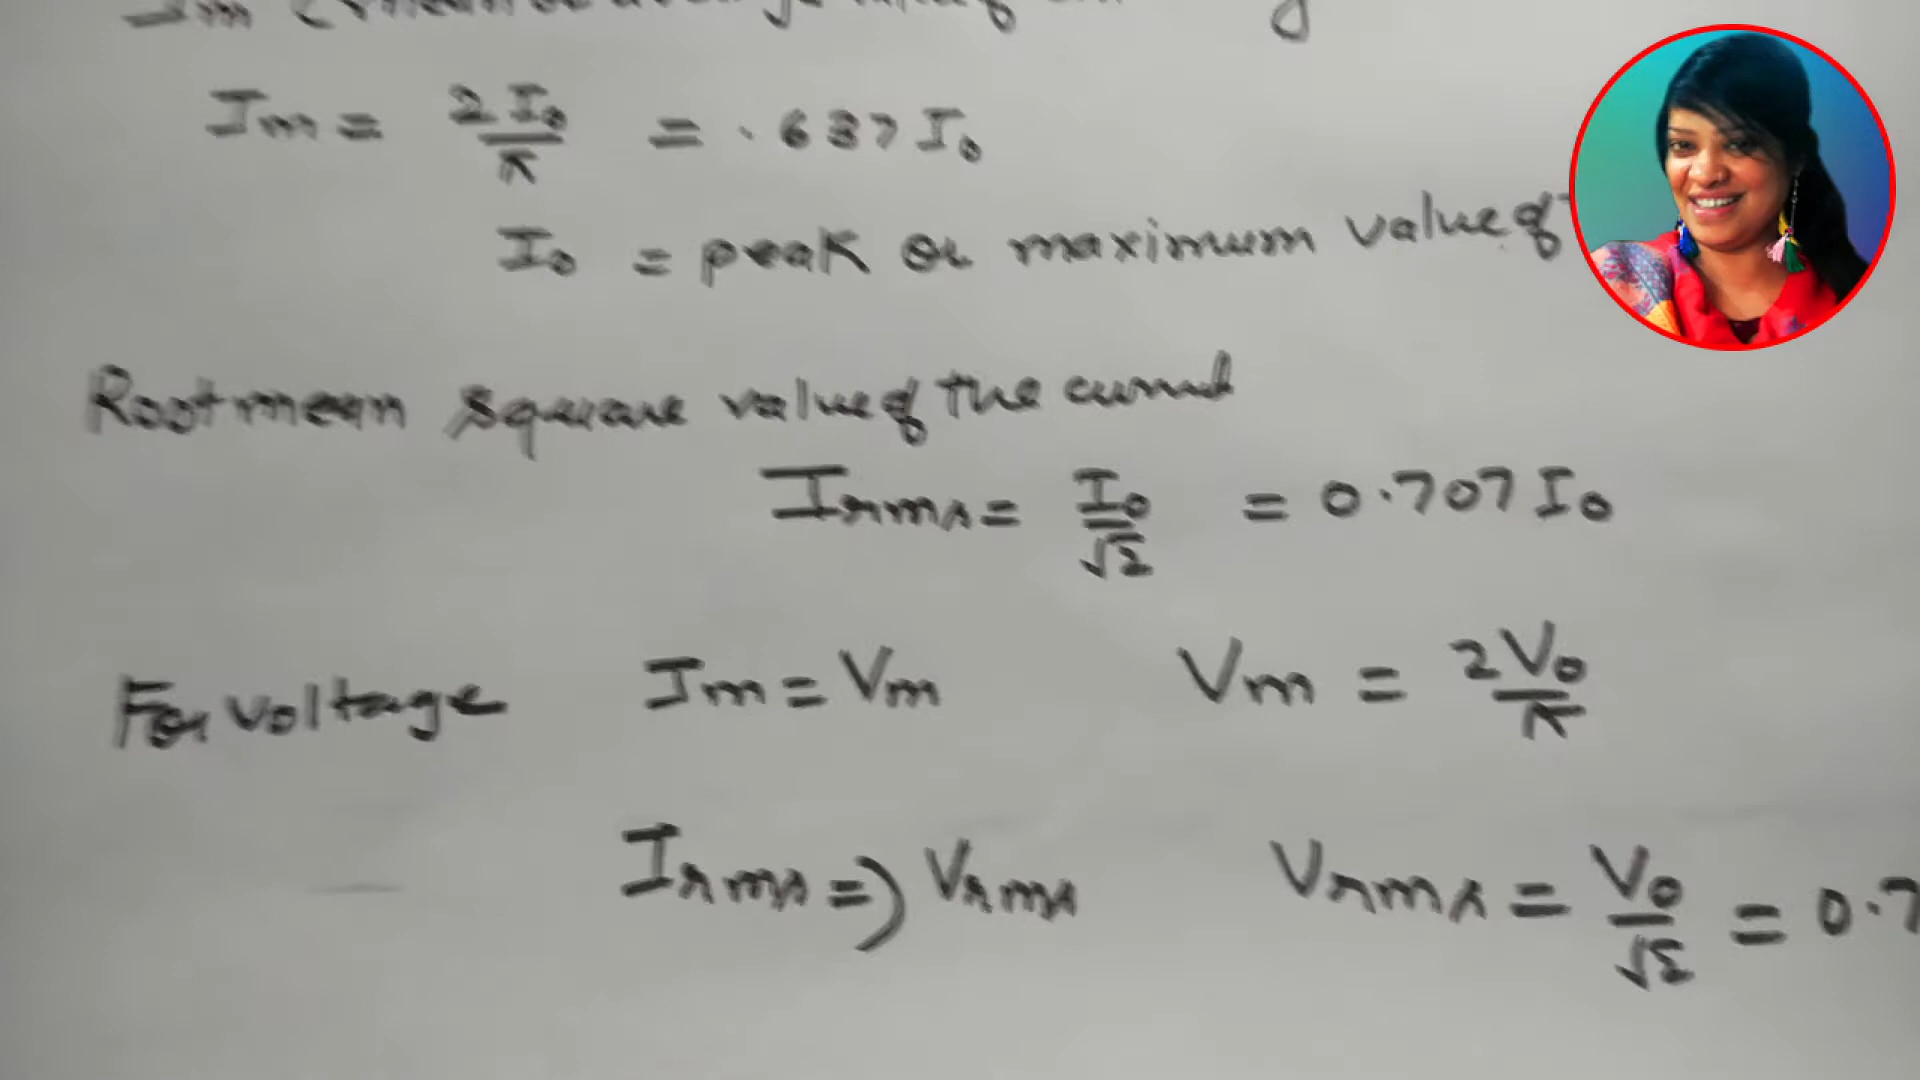 Im
Im = 2I₀/π = .637 I₀
I₀ = peak or maximum value of
Root mean square value of the current
Irms = I₀/√2 = 0.707 I₀
For voltage Im = Vm Vm = 2V₀/π
Irms => Vrms Vrms = V₀/√2 = 0.7